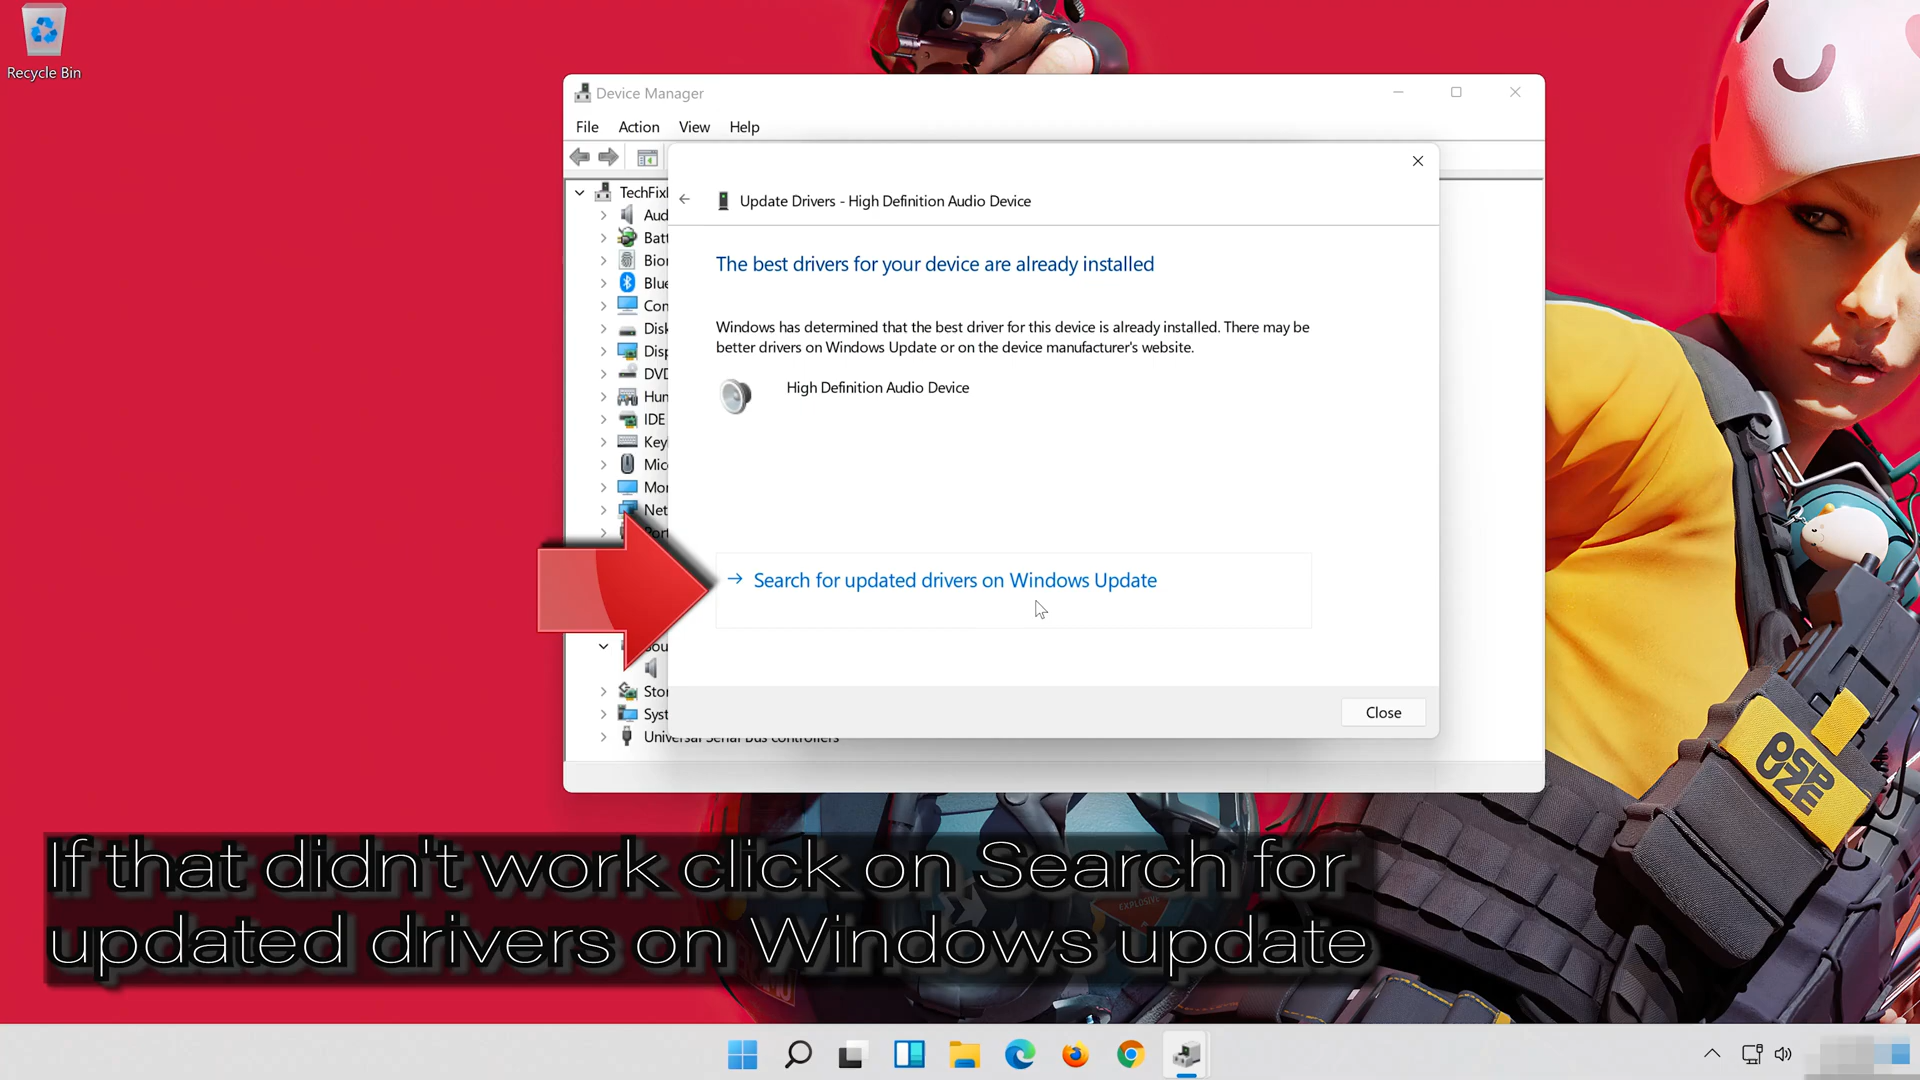 Recycle Bin
Device Manager
File Action View Help
TechFix
Update Drivers - High Definition Audio Device
Aud
Batt
Bior
The best drivers for your device are already installed
Blue
Con
Windows has determined that the best driver for this device is already installed. There may be
Disk
better drivers on Windows Update or on the device manufacturer's website.
Disp
DVD
High Definition Audio Device
Hum
IDE
Key
Mice
Mor
Net
Port
Search for updated drivers on Windows Update
Sou
Stor
Syst
Close
Universal Serial Bus controllers
If that didn't work click on Search for
updated drivers on Windows update
EXPLOSIVE